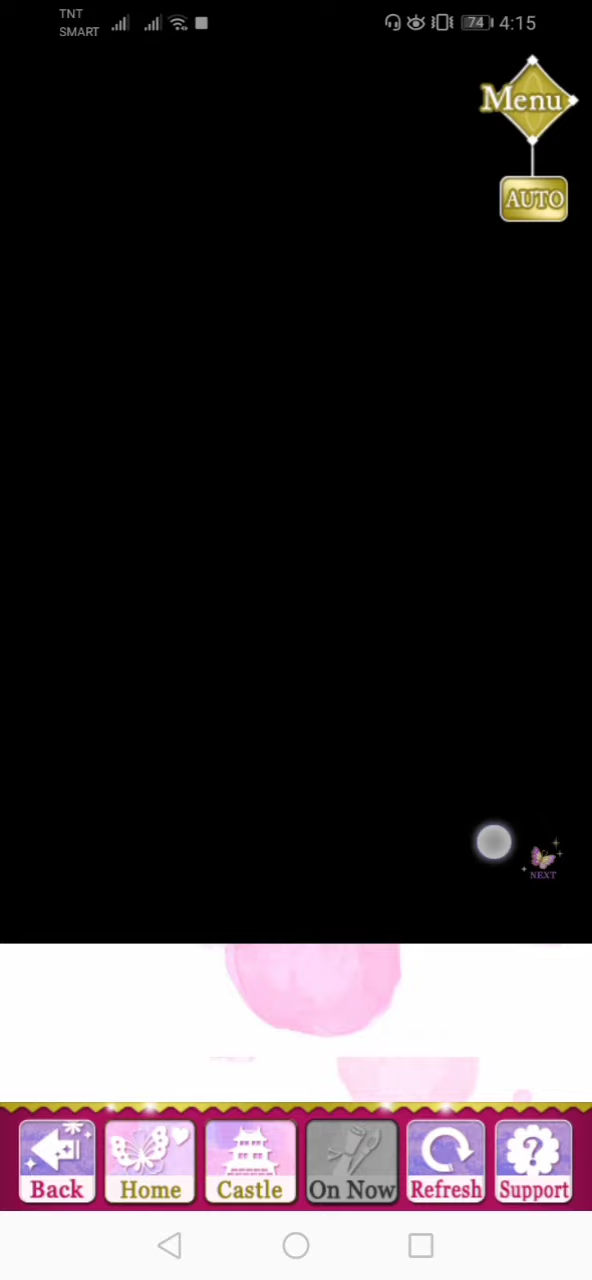 TNT
SMART
74 4:15
Menu
AUTO
NEXT
Back Home Castle On Now Refresh Support